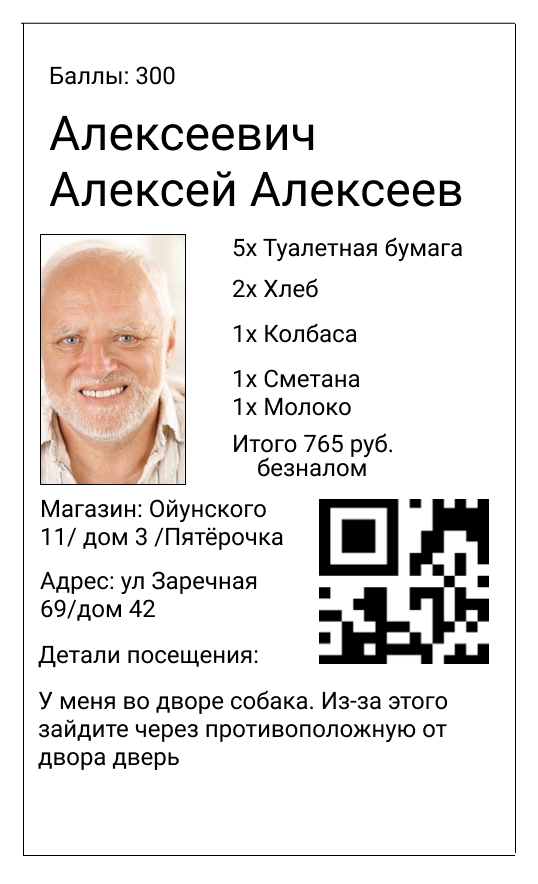 Баллы: 300
Алексеевич
Алексей Алексеев
5х Туалетная бумага
2х Хлеб
1х Колбаса
1х Сметана
1х Молоко
Итого 765 руб.
безналом
Магазин: Ойунского
11/ дом 3 /Пятёрочка
Адрес: ул Заречная
69/дом 42
Детали посещения:
У меня во дворе собака. Из-за этого
зайдите через противоположную от
двора дверь